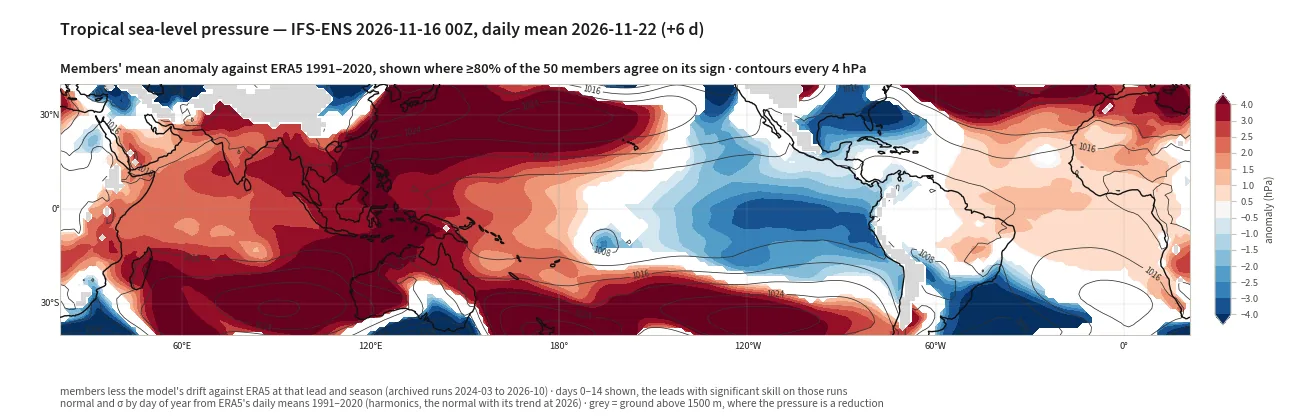 Tropical sea-level pressure — IFS-ENS 2026-11-16 00Z, daily mean 2026-11-22 (+6 d)
Members' mean anomaly against ERA5 1991–2020, shown where ≥80% of the 50 members agree on its sign · contours every 4 hPa
1016
1016
1016
1008
1016
1024
1008
1016
30°N
0°
30°S
60°E
120°E
180°
120°W
60°W
0°
4.0
3.0
2.5
2.0
1.5
1.0
0.5
−0.5
−1.0
−1.5
−2.0
−2.5
−3.0
−4.0
anomaly (hPa)
members less the model's drift against ERA5 at that lead and season (archived runs 2024-03 to 2026-10) · days 0–14 shown, the leads with significant skill on those runs
normal and σ by day of year from ERA5's daily means 1991–2020 (harmonics, the normal with its trend at 2026) · grey = ground above 1500 m, where the pressure is a reduction